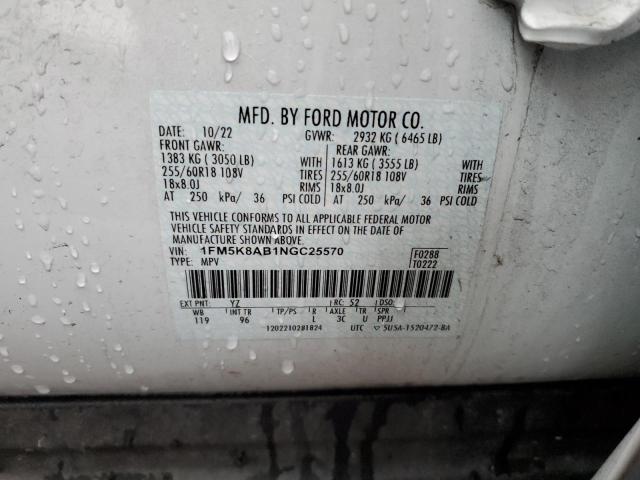 MFD. BY FORD MOTOR CO.
DATE: 10/22 GVWR: 2932 KG ( 6465 LB)
FRONT GAWR: REAR GAWR:
1383 KG ( 3050 LB) WITH 1613 KG ( 3555 LB) WITH
255/60R18 108V TIRES 255/60R18 108V TIRES
18x8.0J RIMS 18x8.0J RIMS
AT 250 kPa/ 36 PSI COLD AT 250 kPa/ 36 PSI COLD
THIS VEHICLE CONFORMS TO ALL APPLICABLE FEDERAL MOTOR
VEHICLE SAFETY STANDARDS IN EFFECT ON THE DATE OF
MANUFACTURE SHOWN ABOVE.
VIN: 1FM5K8AB1NGC25570 F0288
TYPE: MPV T0222
EXT PNT: YZ RC: 52 DSO:
WB INT TR TP/PS R AXLE TR SPR
119 96 L 3C U PPJJ
1202210281824 UTC 5U5A-1520472-BA